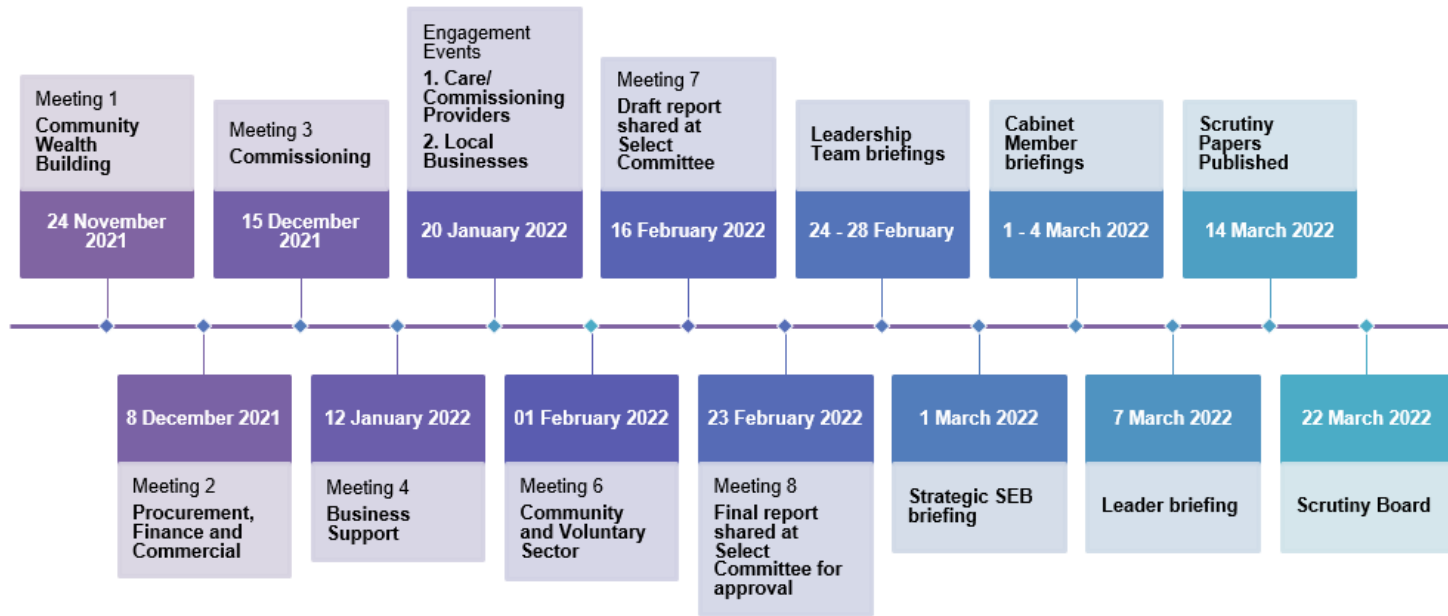 Meeting 1
Community
Wealth
Building
24 November
2021
Meeting 3
Commissioning
15 December
2021
Engagement
Events
1. Care/
Commissioning
Providers
2. Local
Businesses
20 January 2022
Meeting 7
Draft report
shared at
Select
Committee
16 February 2022
Leadership
Team briefings
24 - 28 February
Cabinet
Member
briefings
1 - 4 March 2022
Scrutiny
Papers
Published
14 March 2022
8 December 2021
Meeting 2
Procurement,
Finance and
Commercial
12 January 2022
Meeting 4
Business
Support
01 February 2022
Meeting 6
Community
and Voluntary
Sector
23 February 2022
Meeting 8
Final report
shared at
Select
Committee for
approval
1 March 2022
Strategic SEB
briefing
7 March 2022
Leader briefing
22 March 2022
Scrutiny Board